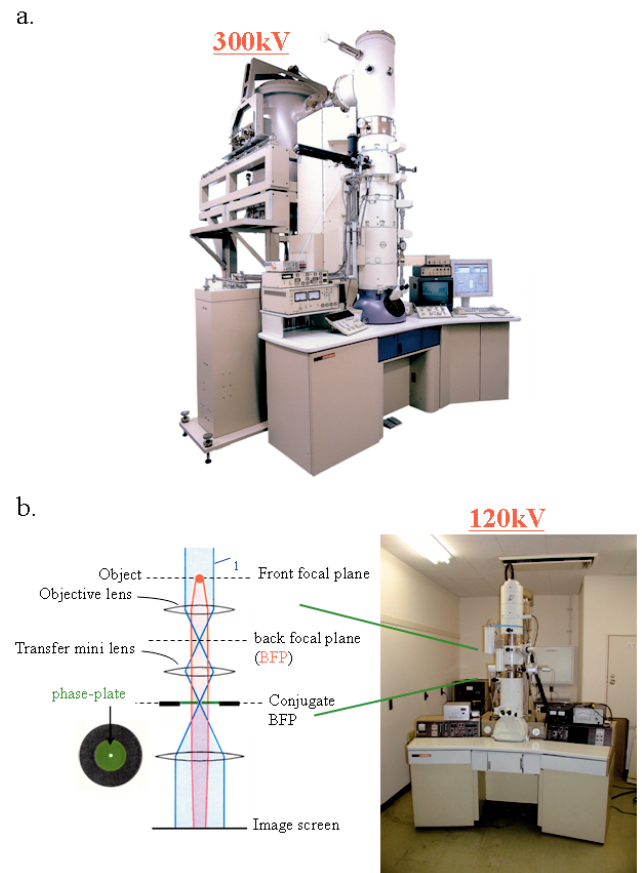 a.
300kV
b.
120kV
1
Object
Front focal plane
Objective lens
back focal plane
(BFP)
Transfer mini lens
phase-plate
Conjugate
BFP
Image screen